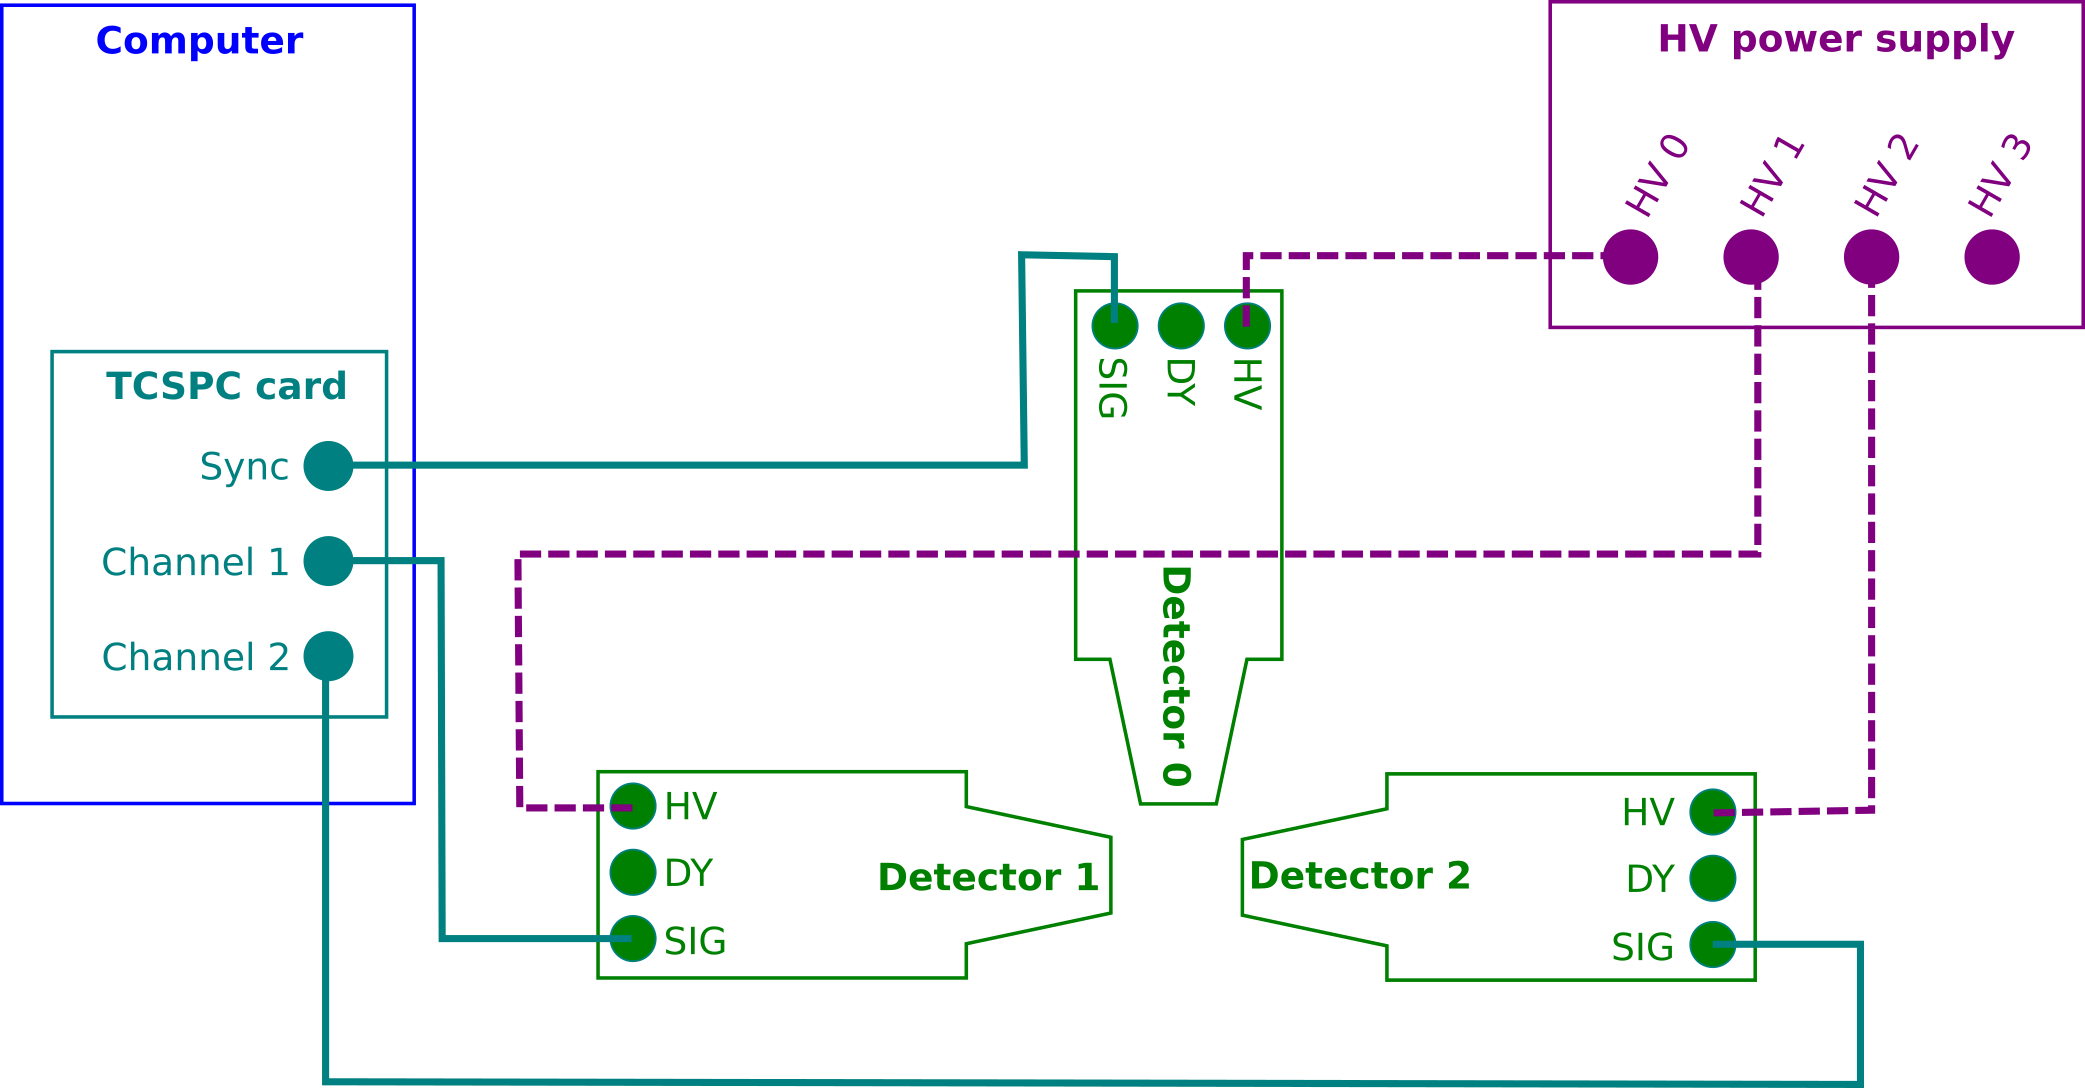 Computer
HV power supply
HV 0
HV 1
HV 2
HV 3
TCSPC card
Sync
Channel 1
Channel 2
SIG
DY
HV
Detector 0
HV
DY
SIG
Detector 1
Detector 2
HV
DY
SIG